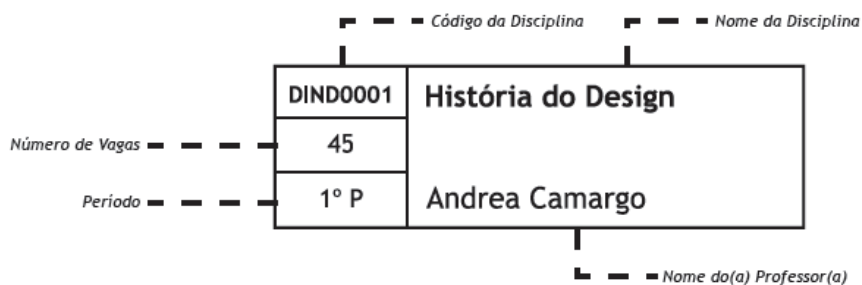 Código da Disciplina
Nome da Disciplina
DIND0001
História do Design
Número de Vagas
45
Período
1º P
Andrea Camargo
Nome do(a) Professor(a)